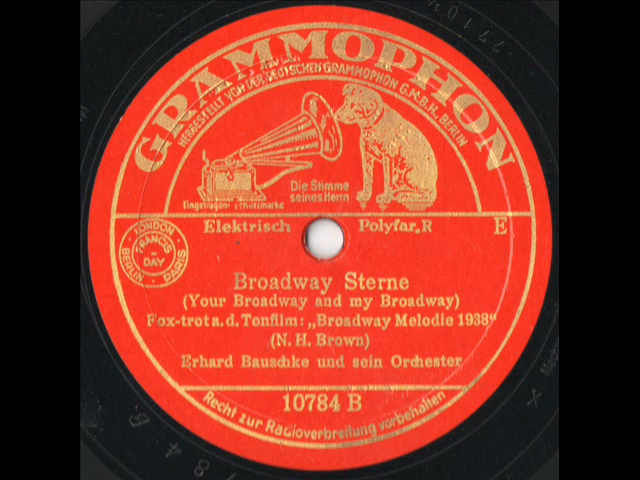 GRAMMOPHON
HERGESTELLT VON DER DEUTSCHEN GRAMMOPHON G.M.B.H., BERLIN
Die Stimme
seines Herrn
Eingetragen Schutzmarke
Elektrisch Polyfar R E
LONDON
FRANCIS
DAY
BERLIN PARIS
Broadway Sterne
(Your Broadway and my Broadway)
Fox-trot a. d. Tonfilm: „Broadway Melodie 1938“
(N. H. Brown)
Erhard Bauschke und sein Orchester
10784 B
Recht zur Radioverbreitung vorbehalten